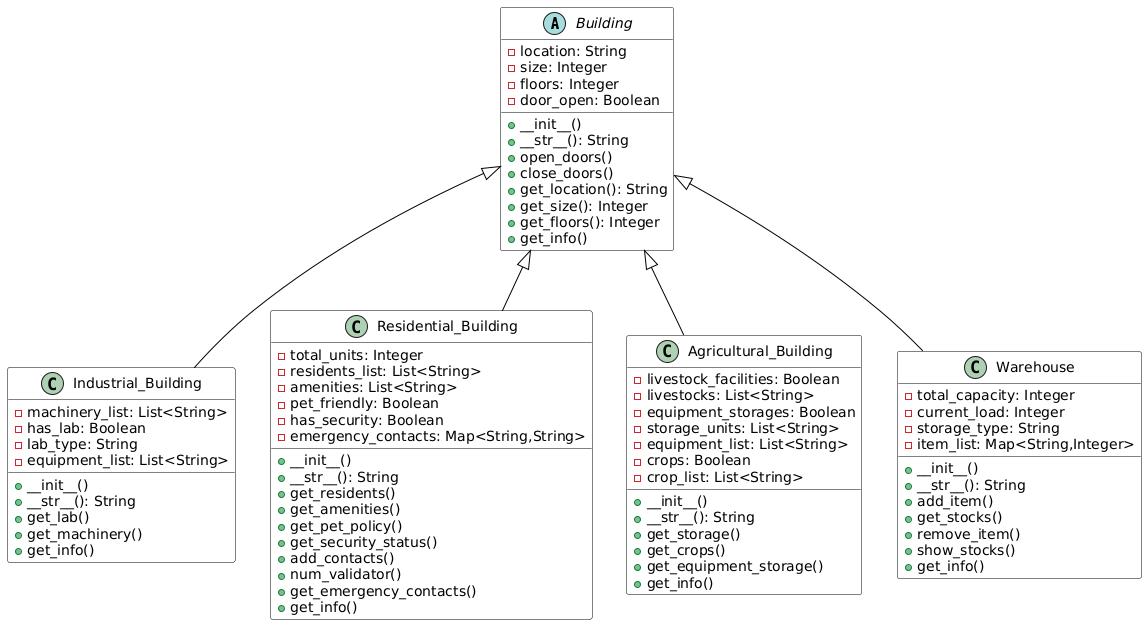 A Building
location: String
size: Integer
floors: Integer
door_open: Boolean
__init__()
__str__(): String
open_doors()
close_doors()
get_location(): String
get_size(): Integer
get_floors(): Integer
get_info()
C Industrial_Building
machinery_list: List<String>
has_lab: Boolean
lab_type: String
equipment_list: List<String>
__init__()
__str__(): String
get_lab()
get_machinery()
get_info()
C Residential_Building
total_units: Integer
residents_list: List<String>
amenities: List<String>
pet_friendly: Boolean
has_security: Boolean
emergency_contacts: Map<String,String>
__init__()
__str__(): String
get_residents()
get_amenities()
get_pet_policy()
get_security_status()
add_contacts()
num_validator()
get_emergency_contacts()
get_info()
C Agricultural_Building
livestock_facilities: Boolean
livestocks: List<String>
equipment_storages: Boolean
storage_units: List<String>
equipment_list: List<String>
crops: Boolean
crop_list: List<String>
__init__()
__str__(): String
get_storage()
get_crops()
get_equipment_storage()
get_info()
C Warehouse
total_capacity: Integer
current_load: Integer
storage_type: String
item_list: Map<String,Integer>
__init__()
__str__(): String
add_item()
get_stocks()
remove_item()
show_stocks()
get_info()